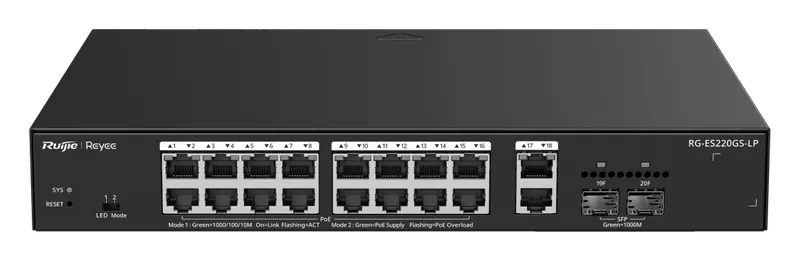 Ruijie | Reyee
RG-ES220GS-LP
▲1 ▼2 ▲3 ▼4 ▲5 ▼6 ▲7 ▼8
▲9 ▼10 ▲11 ▼12 ▲13 ▼14 ▲15 ▼16
▲17 ▼18
19F 20F
SYS
RESET
1 2
LED Mode
PoE
Mode 1 : Green=1000/100/10M On=Link Flashing=ACT
Mode 2 : Green=PoE Supply Flashing=PoE Overload
SFP
Green=1000M